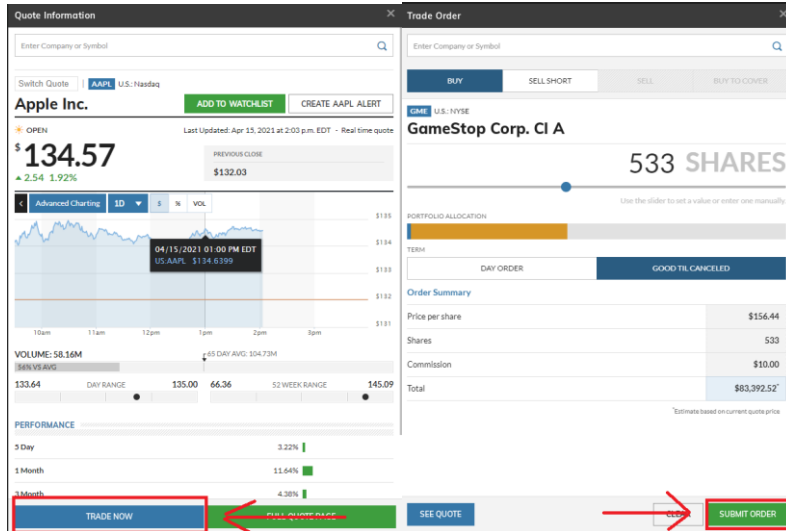 Quote Information ×
Enter Company or Symbol
Switch Quote | AAPL U.S.: Nasdaq
Apple Inc.
ADD TO WATCHLIST
CREATE AAPL ALERT
OPEN
Last Updated: Apr 15, 2021 at 2:03 p.m. EDT - Real time quote
$134.57
2.54 1.92%
PREVIOUS CLOSE
$132.03
Advanced Charting 1D $ % VOL
$135
04/15/2021 01:00 PM EDT
US:AAPL $134.6399
$134
$133
$132
$131
10am 11am 12pm 1pm 2pm 3pm
VOLUME: 58.16M
65 DAY AVG: 104.73M
56% VS AVG
133.64 DAY RANGE 135.00
66.36 52 WEEK RANGE 145.09
PERFORMANCE
5 Day 3.22%
1 Month 11.64%
3 Month 4.38%
TRADE NOW
FULL QUOTE PAGE
Trade Order ×
Enter Company or Symbol
BUY SELL SHORT SELL BUY TO COVER
GME U.S.: NYSE
GameStop Corp. Cl A
533 SHARES
Use the slider to set a value or enter one manually.
PORTFOLIO ALLOCATION
TERM
DAY ORDER GOOD TIL CANCELED
Order Summary
Price per share $156.44
Shares 533
Commission $10.00
Total $83,392.52*
*Estimate based on current quote price
SEE QUOTE CLEAR SUBMIT ORDER